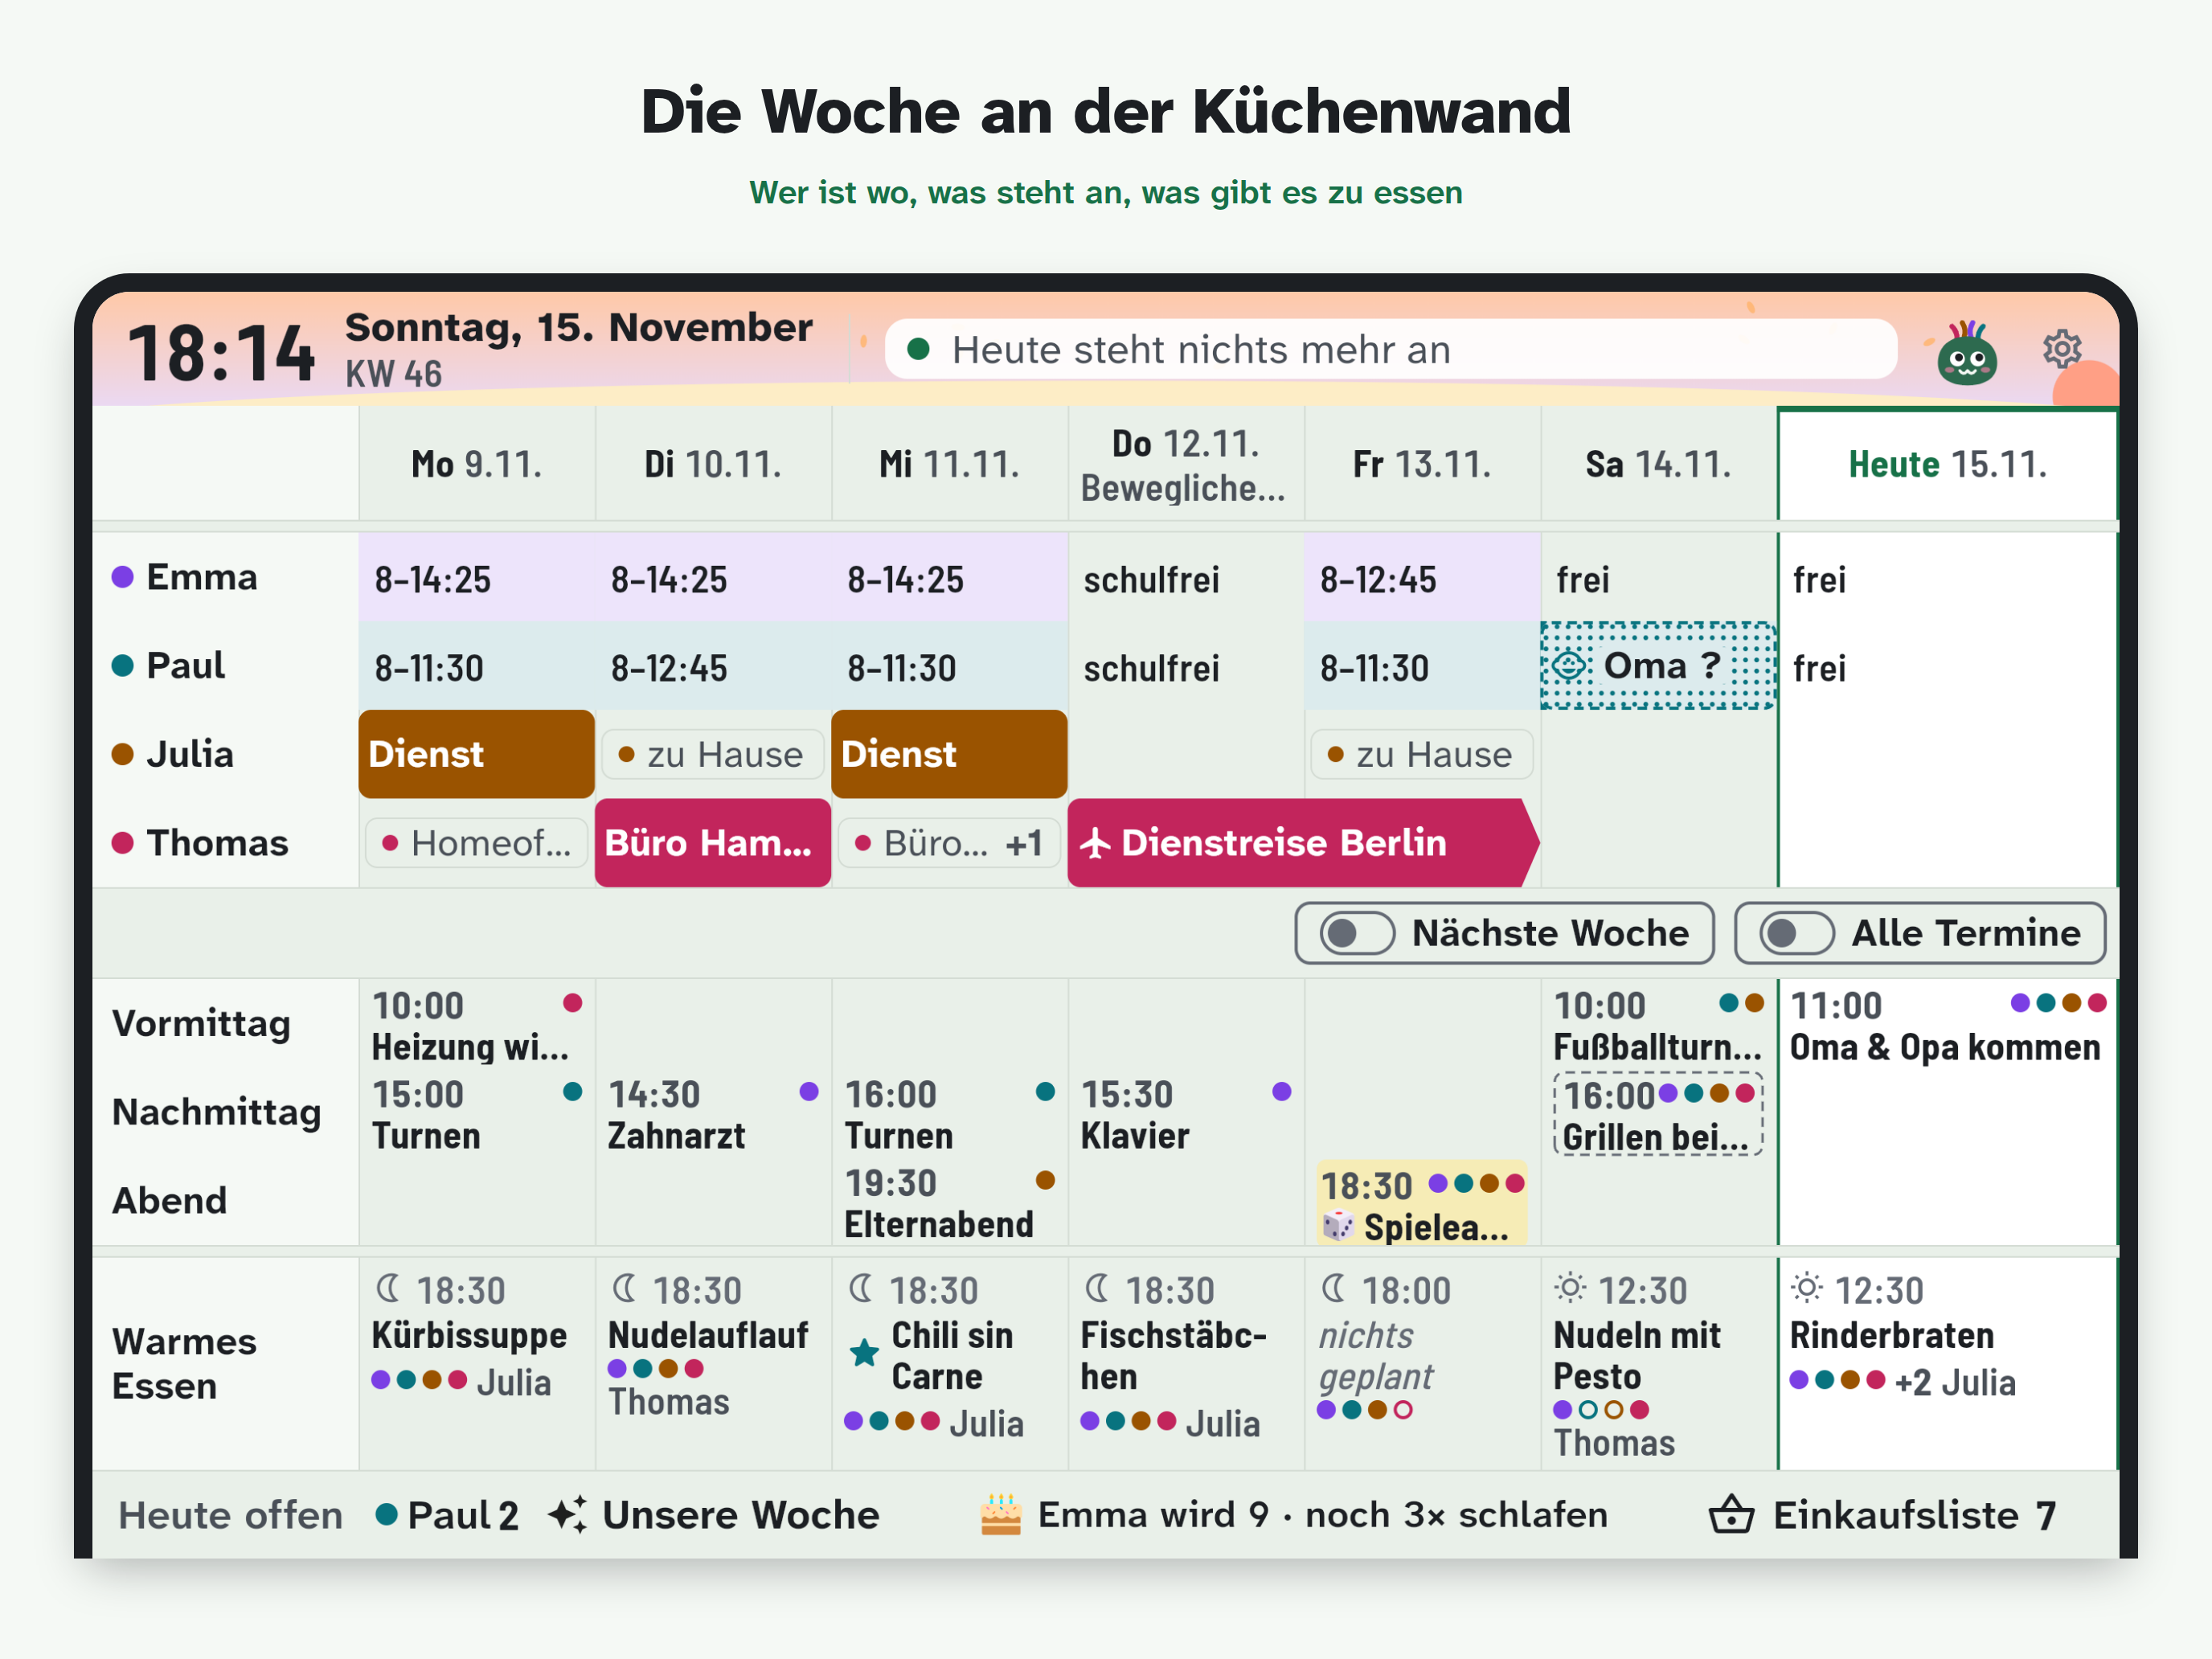 Die Woche an der Küchenwand
Wer ist wo, was steht an, was gibt es zu essen
18:14
Sonntag, 15. November
KW 46
Heute steht nichts mehr an
Mo 9.11.
Di 10.11.
Mi 11.11.
Do 12.11.
Bewegliche...
Fr 13.11.
Sa 14.11.
Heute 15.11.
Emma
8–14:25
8–14:25
8–14:25
schulfrei
8–12:45
frei
frei
Paul
8–11:30
8–12:45
8–11:30
schulfrei
8–11:30
Oma ?
frei
Julia
Dienst
zu Hause
Dienst
zu Hause
Thomas
Homeof...
Büro Ham...
Büro... +1
Dienstreise Berlin
Nächste Woche
Alle Termine
Vormittag
10:00
Heizung wi...
10:00
Fußballturn...
11:00
Oma & Opa kommen
Nachmittag
15:00
Turnen
14:30
Zahnarzt
16:00
Turnen
15:30
Klavier
16:00
Grillen bei...
Abend
19:30
Elternabend
18:30
Spielea...
Warmes
Essen
18:30
Kürbissuppe
Julia
18:30
Nudelauflauf
Thomas
18:30
Chili sin
Carne
Julia
18:30
Fischstäbc-
hen
Julia
18:00
nichts
geplant
12:30
Nudeln mit
Pesto
Thomas
12:30
Rinderbraten
+2 Julia
Heute offen
Paul 2
Unsere Woche
Emma wird 9 · noch 3× schlafen
Einkaufsliste 7